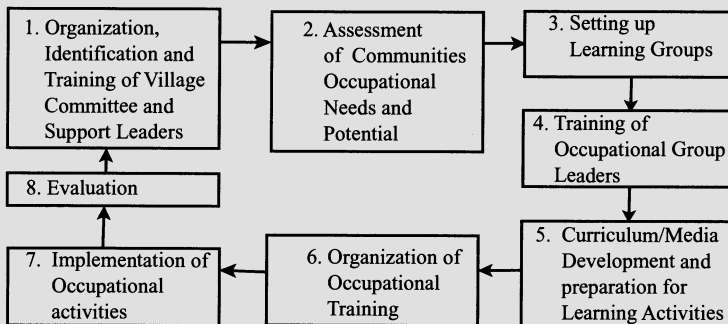 1. Organization,
Identification and
Training of Village
Committee and
Support Leaders
2. Assessment
of Communities
Occupational
Needs and
Potential
3. Setting up
Learning Groups
4. Training of
Occupational Group
Leaders
5. Curriculum/Media
Development and
preparation for
Learning Activities
6. Organization of
Occupational
Training
7. Implementation of
Occupational
activities
8. Evaluation